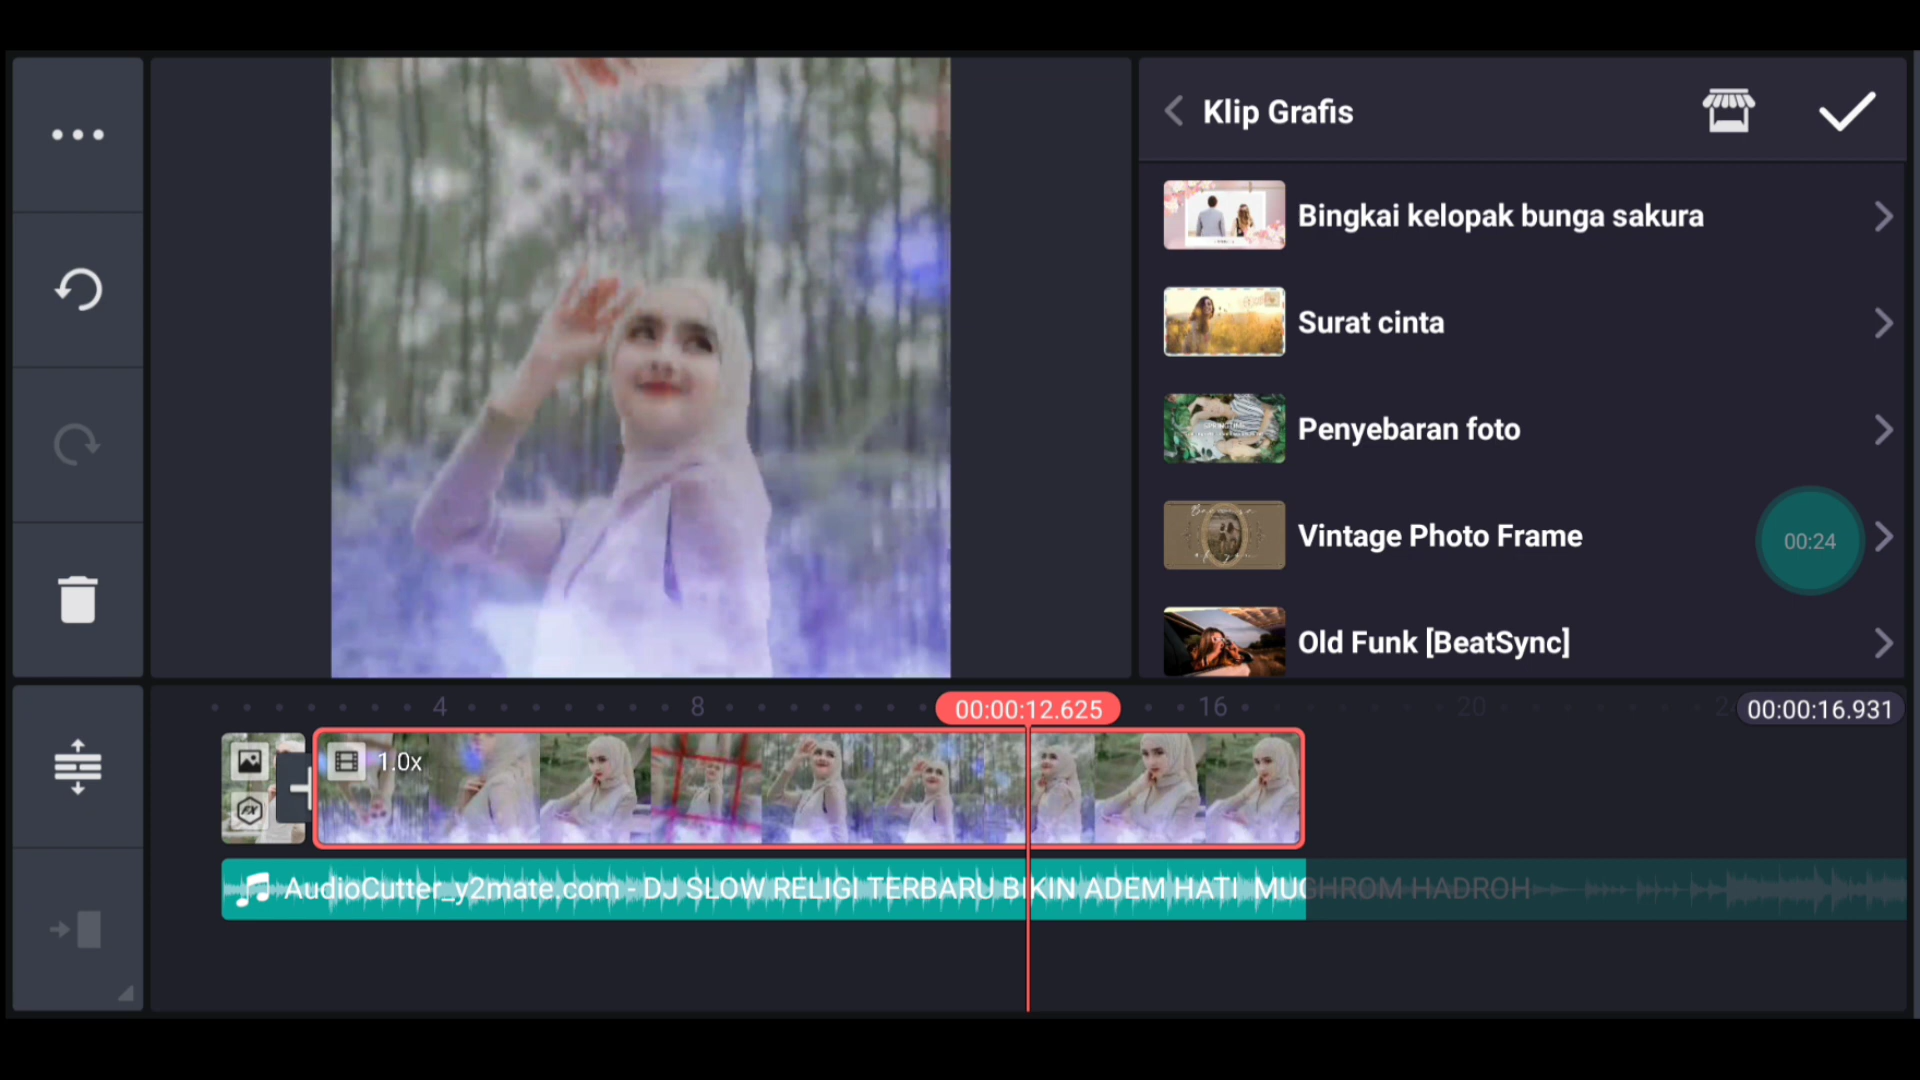 Klip Grafis
Bingkai kelopak bunga sakura
Surat cinta
Penyebaran foto
Vintage Photo Frame
00:24
Old Funk [BeatSync]
4
8
00:00:12.625
16
20
00:00:16.931
1.0x
FX
AudioCutter_y2mate.com - DJ SLOW RELIGI TERBARU BIKIN ADEM HATI MUGHROM HADROH